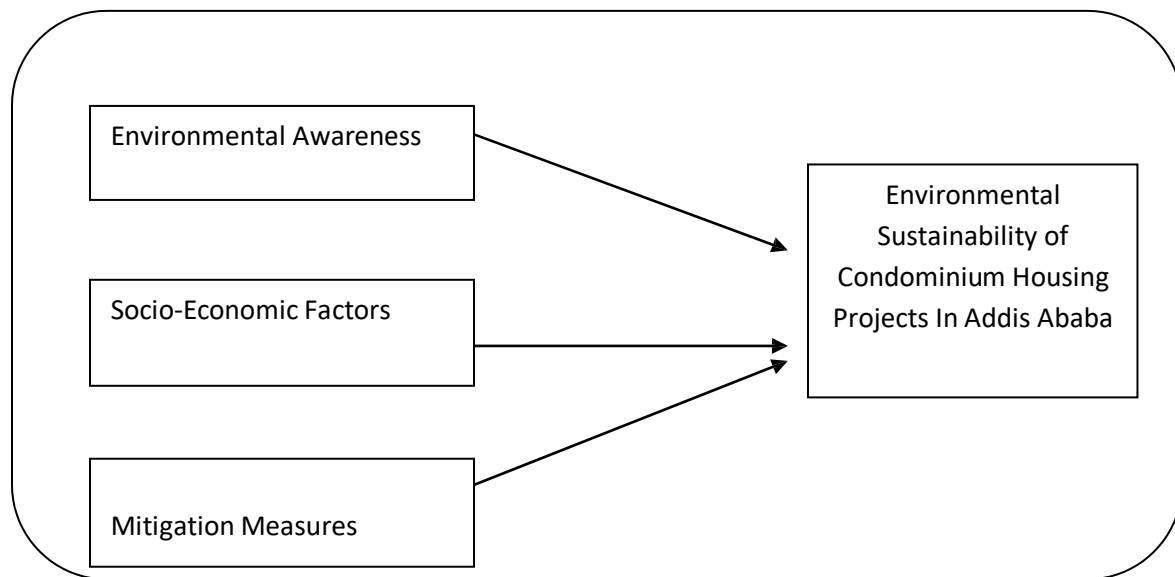 Environmental Awareness
Socio-Economic Factors
Mitigation Measures
Environmental
Sustainability of
Condominium Housing
Projects In Addis Ababa